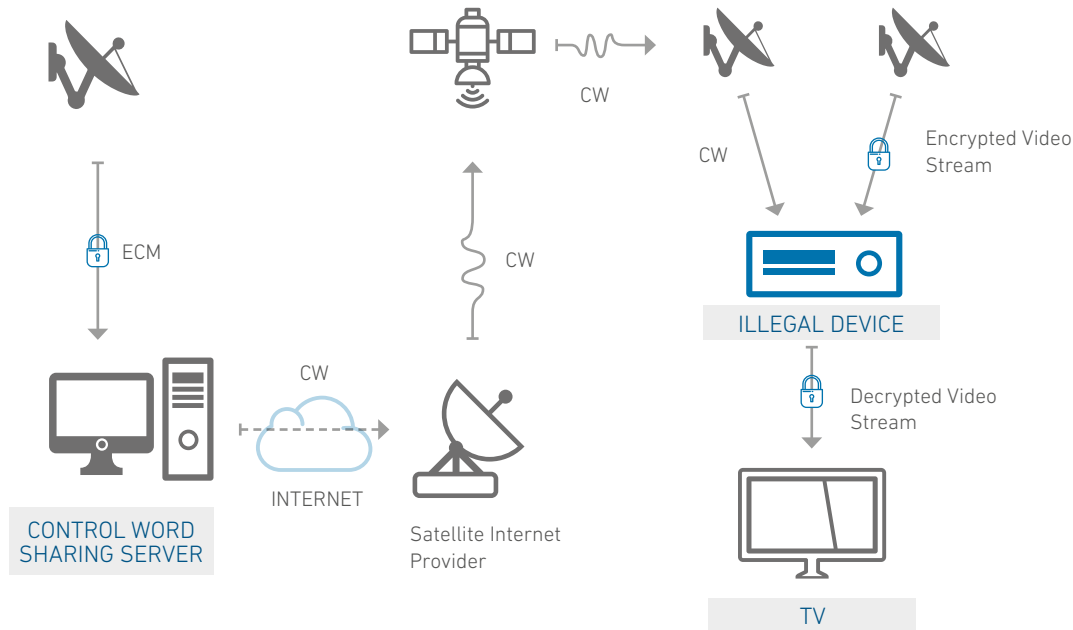 CW
CW
Encrypted Video
Stream
ECM
CW
ILLEGAL DEVICE
CW
Decrypted Video
Stream
INTERNET
CONTROL WORD
SHARING SERVER
Satellite Internet
Provider
TV